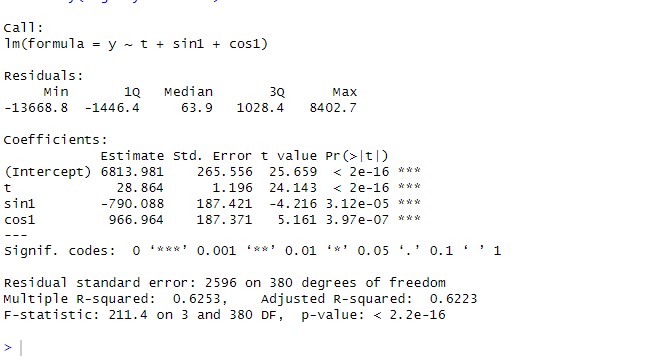 Call:
lm(formula = y ~ t + sin1 + cos1)
Residuals:
Min 1Q Median 3Q Max
-13668.8 -1446.4 63.9 1028.4 8402.7
Coefficients:
Estimate Std. Error t value Pr(>|t|)
(Intercept) 6813.981 265.556 25.659 < 2e-16 ***
t 28.864 1.196 24.143 < 2e-16 ***
sin1 -790.088 187.421 -4.216 3.12e-05 ***
cos1 966.964 187.371 5.161 3.97e-07 ***
---
Signif. codes: 0 ‘***’ 0.001 ‘**’ 0.01 ‘*’ 0.05 ‘.’ 0.1 ‘ ’ 1
Residual standard error: 2596 on 380 degrees of freedom
Multiple R-squared: 0.6253, Adjusted R-squared: 0.6223
F-statistic: 211.4 on 3 and 380 DF, p-value: < 2.2e-16
>